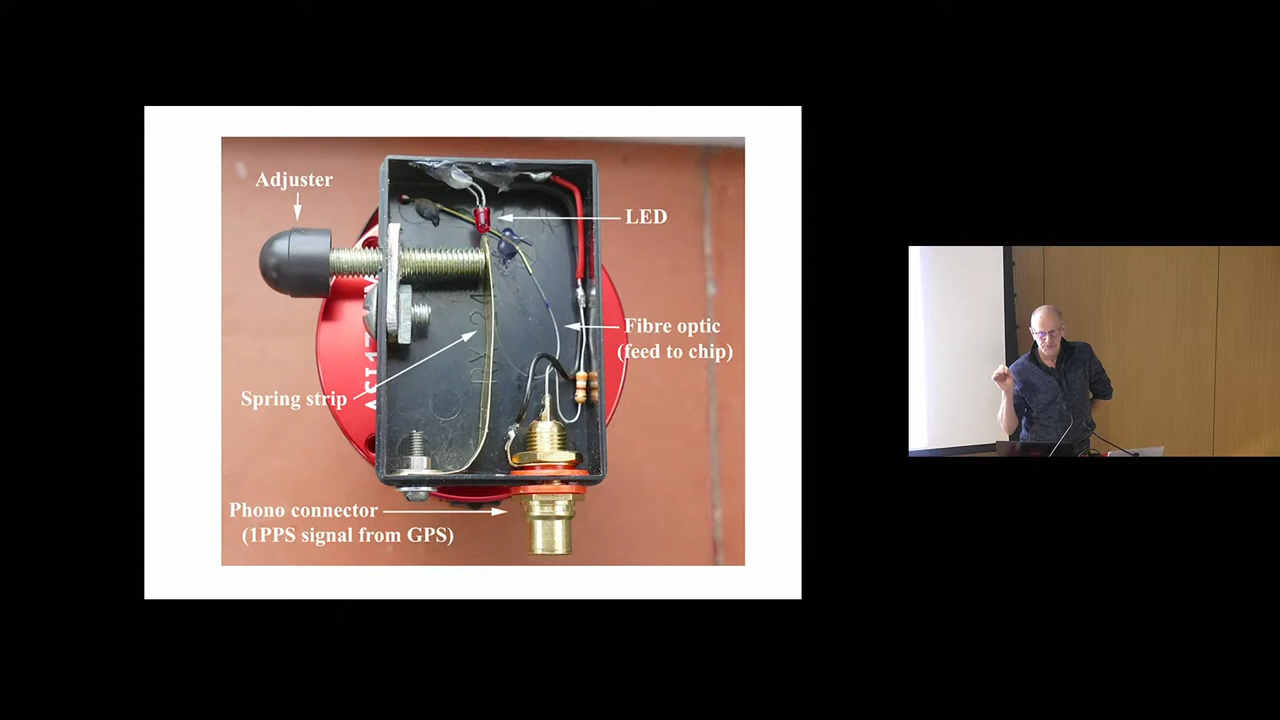 Adjuster
LED
Fibre optic
(feed to chip)
Spring strip
Phono connector
(1PPS signal from GPS)